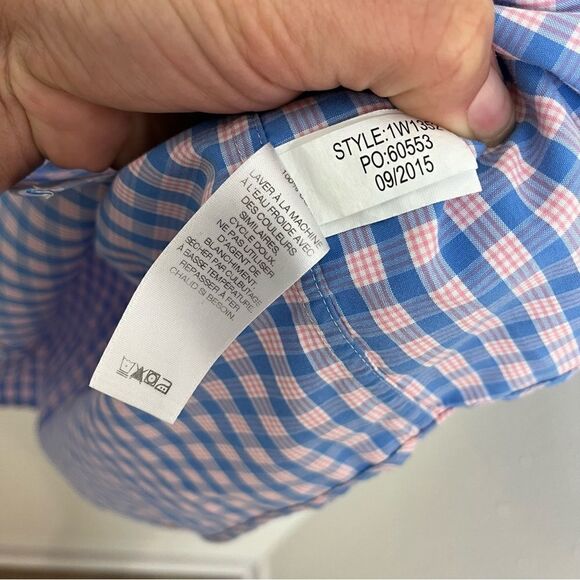 STYLE:1W13
PO:60553
09/2015
100%
LAVER À LA MACHINE
À L'EAU FROIDE AVEC
DES COULEURS
SIMILAIRES,
CYCLE DOUX.
NE PAS UTILISER
D'AGENT DE
BLANCHIMENT.
SÉCHER PAR CULBUTAGE
À BASSE TEMPÉRATURE.
REPASSER À FER
CHAUD SI BESOIN.